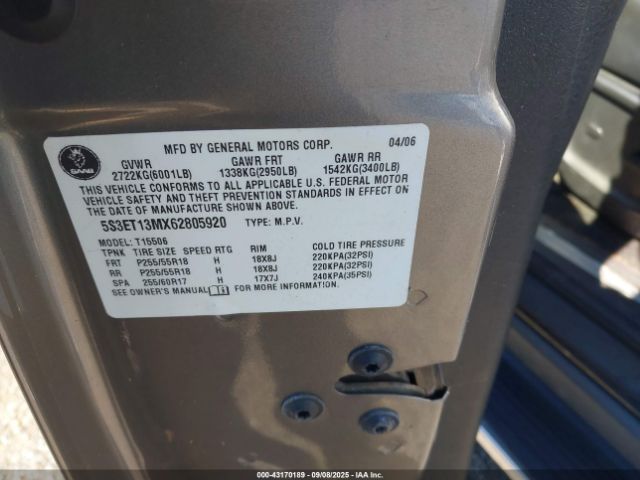 MFD BY GENERAL MOTORS CORP. 04/06
SAAB
GVWR GAWR FRT GAWR RR
2722KG(6001LB) 1338KG(2950LB) 1542KG(3400LB)
THIS VEHICLE CONFORMS TO ALL APPLICABLE U.S. FEDERAL MOTOR
VEHICLE SAFETY AND THEFT PREVENTION STANDARDS IN EFFECT ON
THE DATE OF MANUFACTURE SHOWN ABOVE.
5S3ET13MX62805920 TYPE: M.P.V.
MODEL: T15506
TPNK TIRE SIZE SPEED RTG RIM COLD TIRE PRESSURE
FRT P255/55R18 H 18X8J 220KPA(32PSI)
RR P255/55R18 H 18X8J 220KPA(32PSI)
SPA 255/60R17 H 17X7J 240KPA(35PSI)
SEE OWNER'S MANUAL FOR MORE INFORMATION.
000-43170189 - 09/08/2025 - IAA Inc.